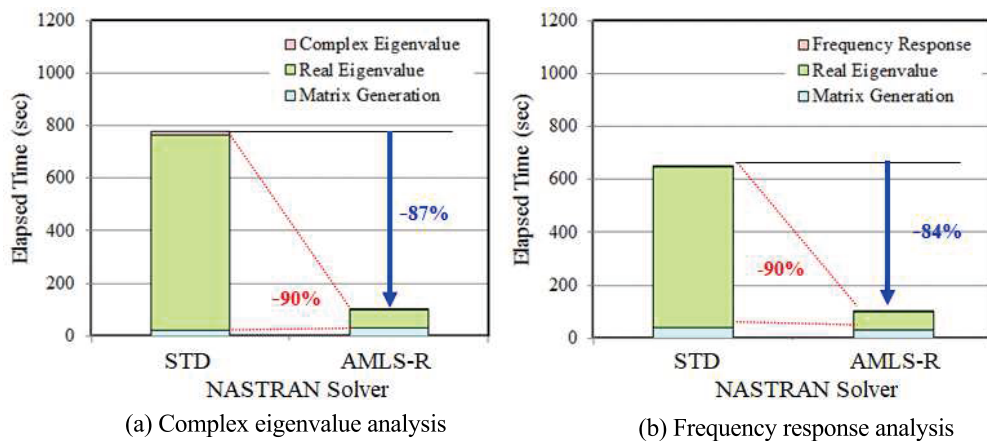 1200
1000
800
600
400
200
0
Elapsed Time (sec)
Complex Eigenvalue
Real Eigenvalue
Matrix Generation
-87%
-90%
STD
AMLS-R
NASTRAN Solver
(a) Complex eigenvalue analysis
1200
1000
800
600
400
200
0
Elapsed Time (sec)
Frequency Response
Real Eigenvalue
Matrix Generation
-84%
-90%
STD
AMLS-R
NASTRAN Solver
(b) Frequency response analysis